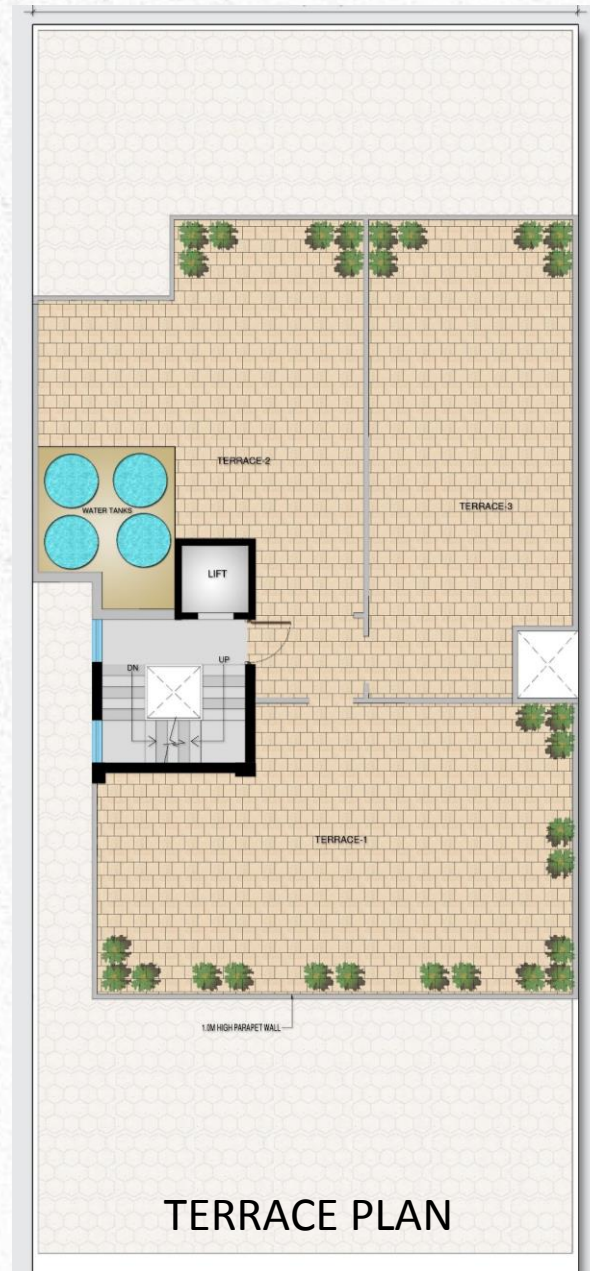 TERRACE-2
TERRACE-3
WATER TANKS
LIFT
DN
UP
TERRACE-1
1.0M HIGH PARAPET WALL
TERRACE PLAN